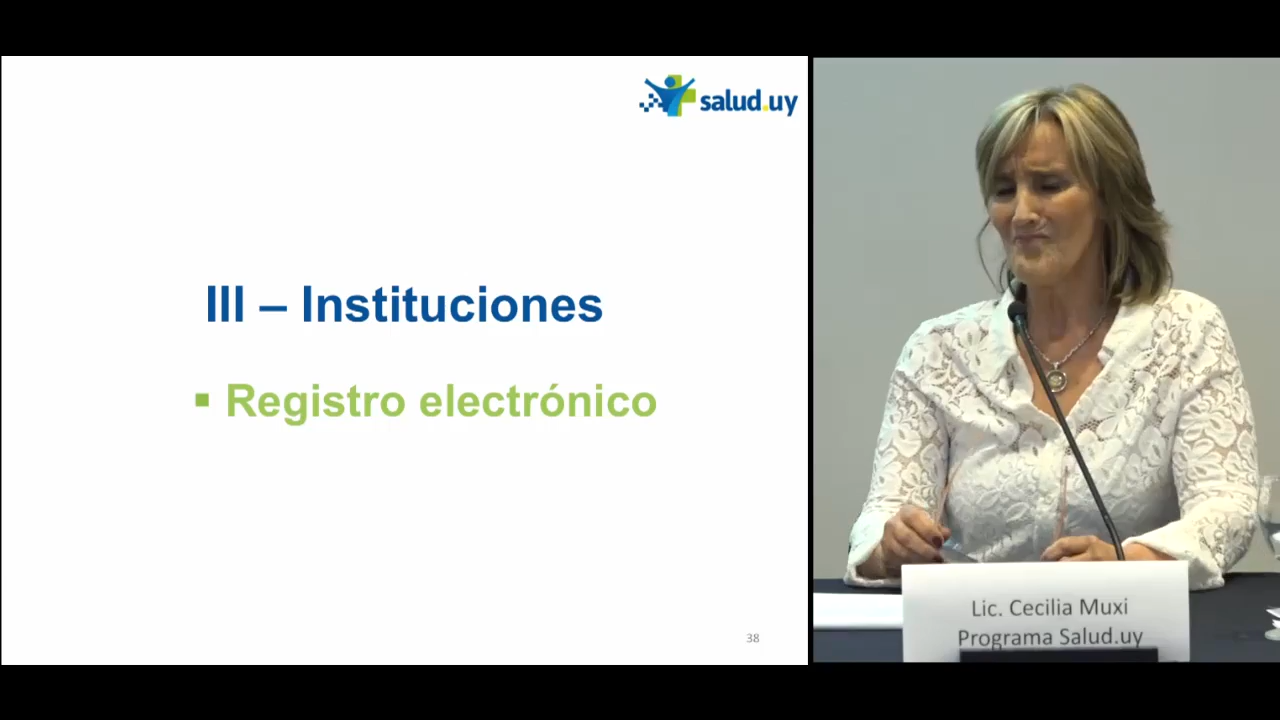 salud.uy
III – Instituciones
▪ Registro electrónico
38
Lic. Cecilia Muxi
Programa Salud.uy